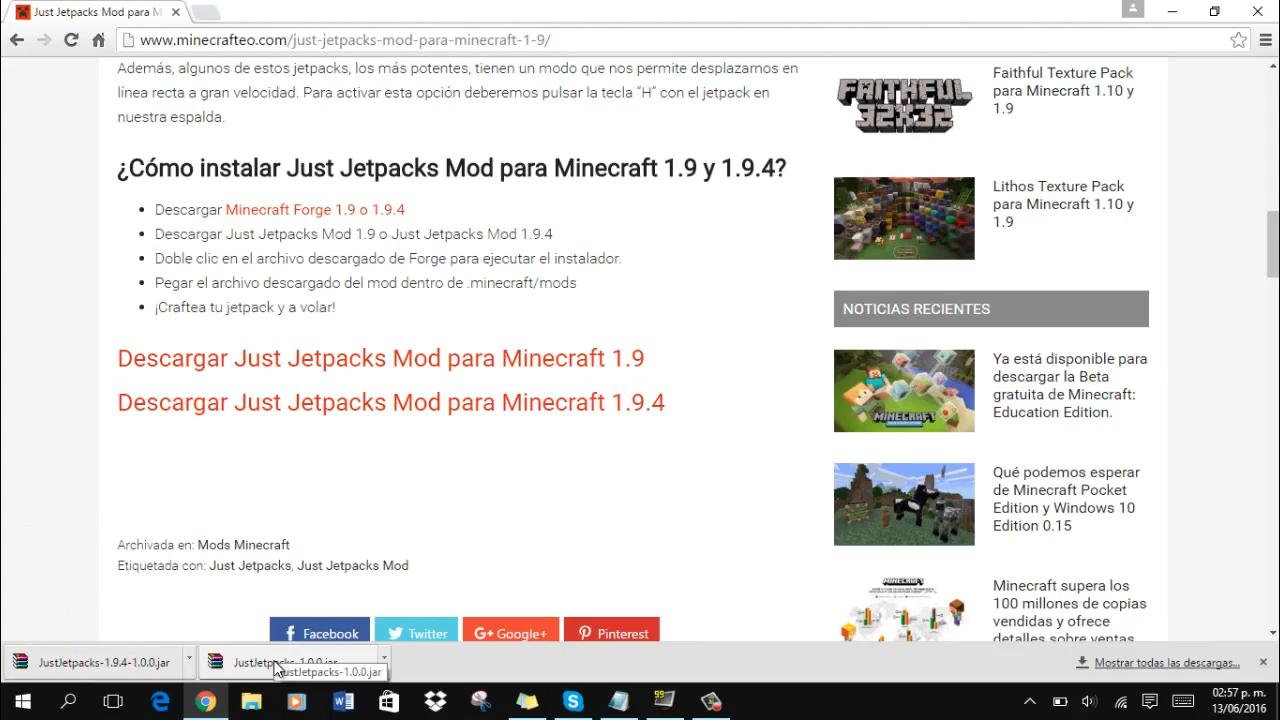 Just Jetpacks Mod para M
www.minecrafteo.com/just-jetpacks-mod-para-minecraft-1-9/
Además, algunos de estos jetpacks, los más potentes, tienen un modo que nos permite desplazarnos en
línea recta a gran velocidad. Para activar esta opción deberemos pulsar la tecla “H” con el jetpack en
nuestra espalda.
¿Cómo instalar Just Jetpacks Mod para Minecraft 1.9 y 1.9.4?
Descargar Minecraft Forge 1.9 o 1.9.4
Descargar Just Jetpacks Mod 1.9 o Just Jetpacks Mod 1.9.4
Doble clic en el archivo descargado de Forge para ejecutar el instalador.
Pegar el archivo descargado del mod dentro de .minecraft/mods
¡Craftea tu jetpack y a volar!
Descargar Just Jetpacks Mod para Minecraft 1.9
Descargar Just Jetpacks Mod para Minecraft 1.9.4
Archivada en: Mods Minecraft
Etiquetada con: Just Jetpacks, Just Jetpacks Mod
Facebook
Twitter
Google+
Pinterest
FAITHFUL
32X32
Faithful Texture Pack
para Minecraft 1.10 y
1.9
Lithos Texture Pack
para Minecraft 1.10 y
1.9
NOTICIAS RECIENTES
MINECRAFT
Ya está disponible para
descargar la Beta
gratuita de Minecraft:
Education Edition.
Qué podemos esperar
de Minecraft Pocket
Edition y Windows 10
Edition 0.15
MINECRAFT
Minecraft supera los
100 millones de copias
vendidas y ofrece
detalles sobre ventas
JustJetpacks-1.9.4-1.0.0.jar
JustJetpacks-1.0.0.jar
JustJetpacks-1.0.0.jar
Mostrar todas las descargas...
99
02:57 p. m.
13/06/2016